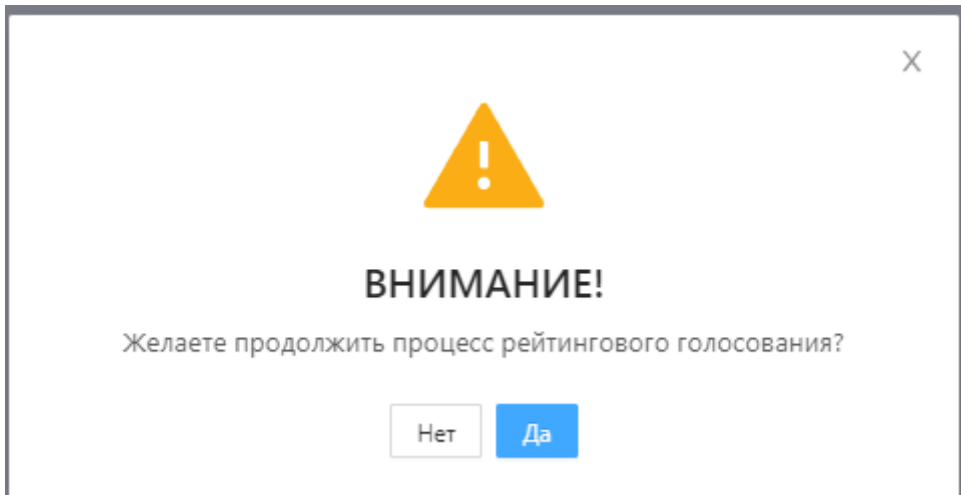 X
ВНИМАНИЕ!
Желаете продолжить процесс рейтингового голосования?
Нет Да